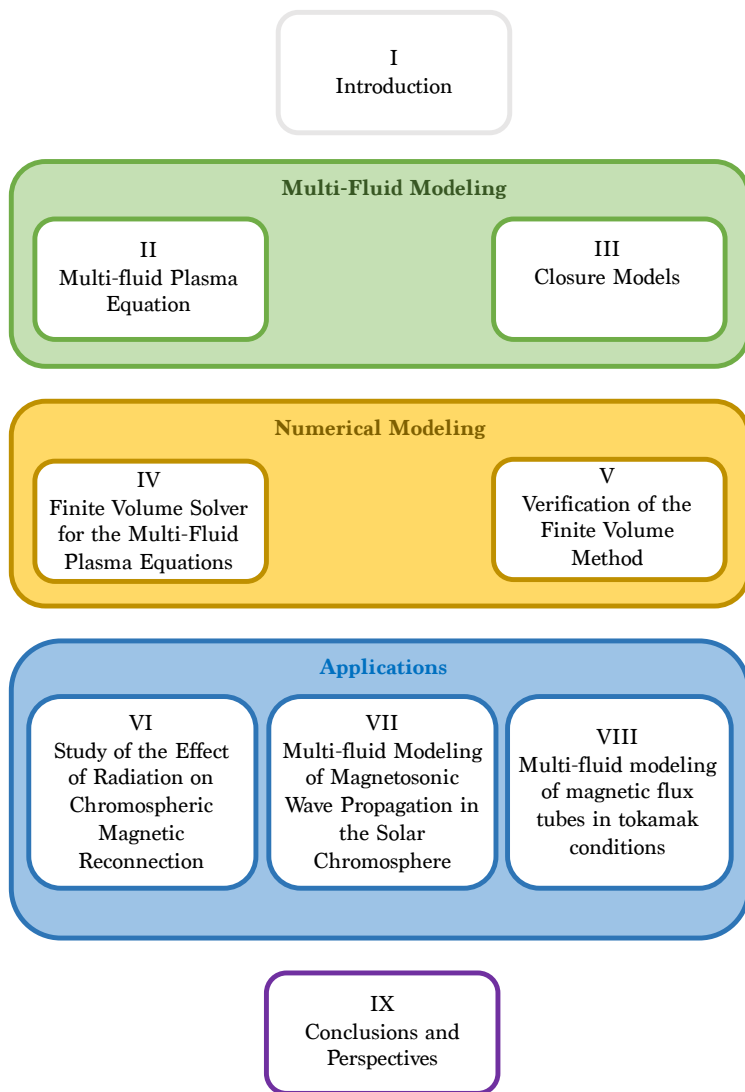 I
Introduction
Multi-Fluid Modeling
II
Multi-fluid Plasma
Equation
III
Closure Models
Numerical Modeling
IV
Finite Volume Solver
for the Multi-Fluid
Plasma Equations
V
Verification of the
Finite Volume
Method
Applications
VI
Study of the Effect
of Radiation on
Chromospheric
Magnetic
Reconnection
VII
Multi-fluid Modeling
of Magnetosonic
Wave Propagation in
the Solar
Chromosphere
VIII
Multi-fluid modeling
of magnetic flux
tubes in tokamak
conditions
IX
Conclusions and
Perspectives